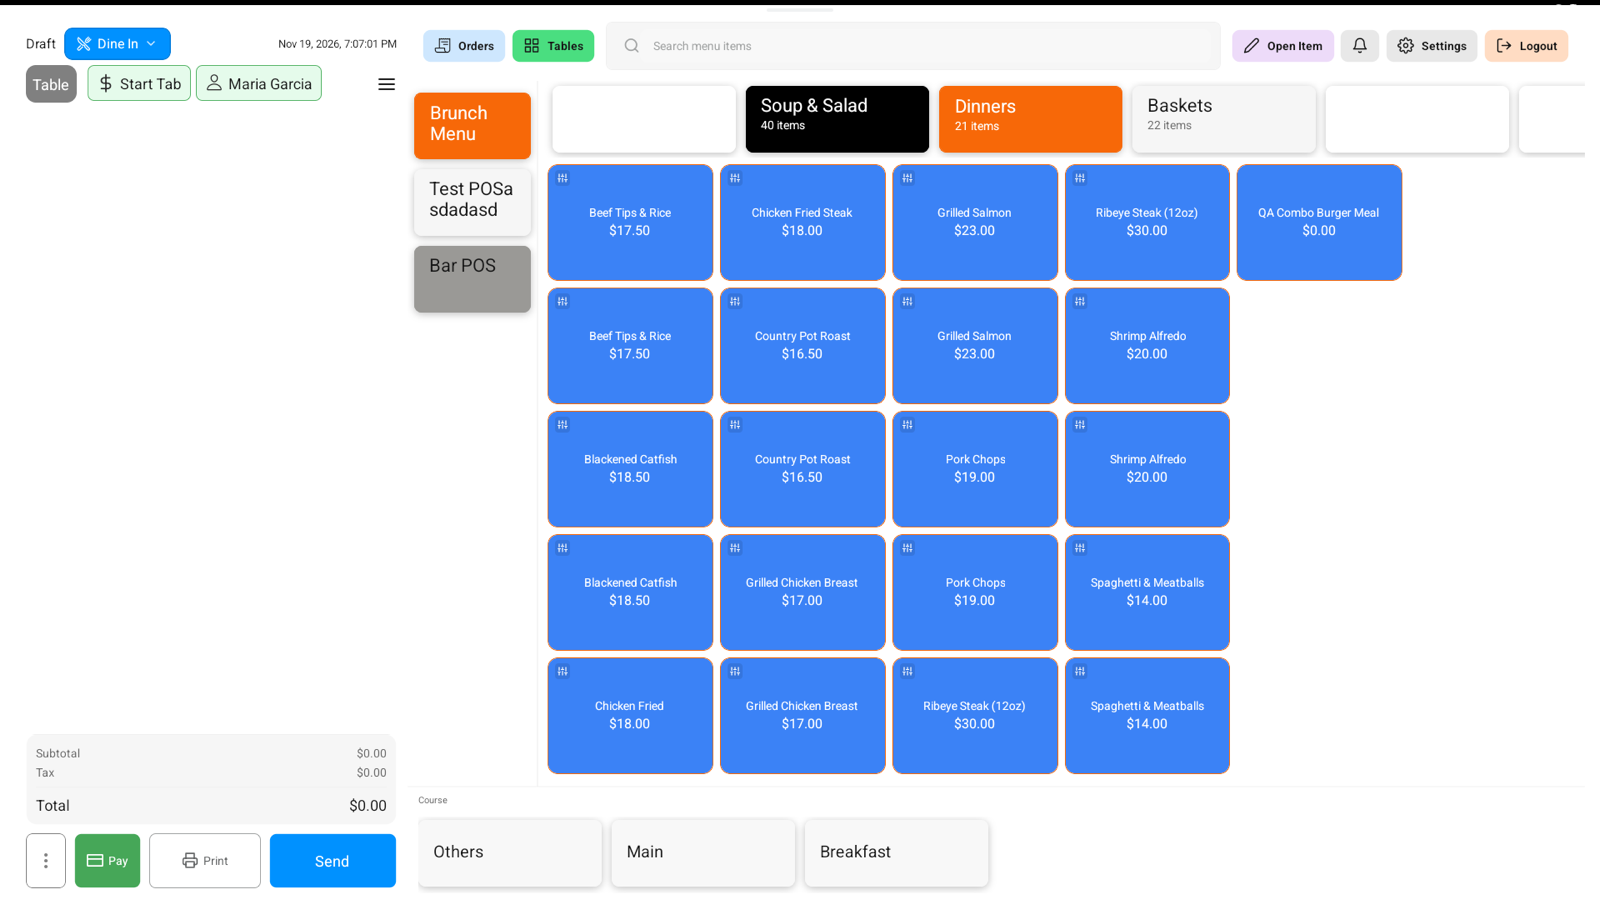 Draft
Dine In
Nov 19, 2026, 7:07:01 PM
Orders
Tables
Search menu items
Open Item
Settings
Logout
Table
Start Tab
Maria Garcia
Brunch
Menu
Test POSa
sdadasd
Bar POS
Soup & Salad
40 items
Dinners
21 items
Baskets
22 items
Beef Tips & Rice
$17.50
Chicken Fried Steak
$18.00
Grilled Salmon
$23.00
Ribeye Steak (12oz)
$30.00
QA Combo Burger Meal
$0.00
Beef Tips & Rice
$17.50
Country Pot Roast
$16.50
Grilled Salmon
$23.00
Shrimp Alfredo
$20.00
Blackened Catfish
$18.50
Country Pot Roast
$16.50
Pork Chops
$19.00
Shrimp Alfredo
$20.00
Blackened Catfish
$18.50
Grilled Chicken Breast
$17.00
Pork Chops
$19.00
Spaghetti & Meatballs
$14.00
Chicken Fried
$18.00
Grilled Chicken Breast
$17.00
Ribeye Steak (12oz)
$30.00
Spaghetti & Meatballs
$14.00
Subtotal $0.00
Tax $0.00
Total $0.00
Pay
Print
Send
Course
Others
Main
Breakfast